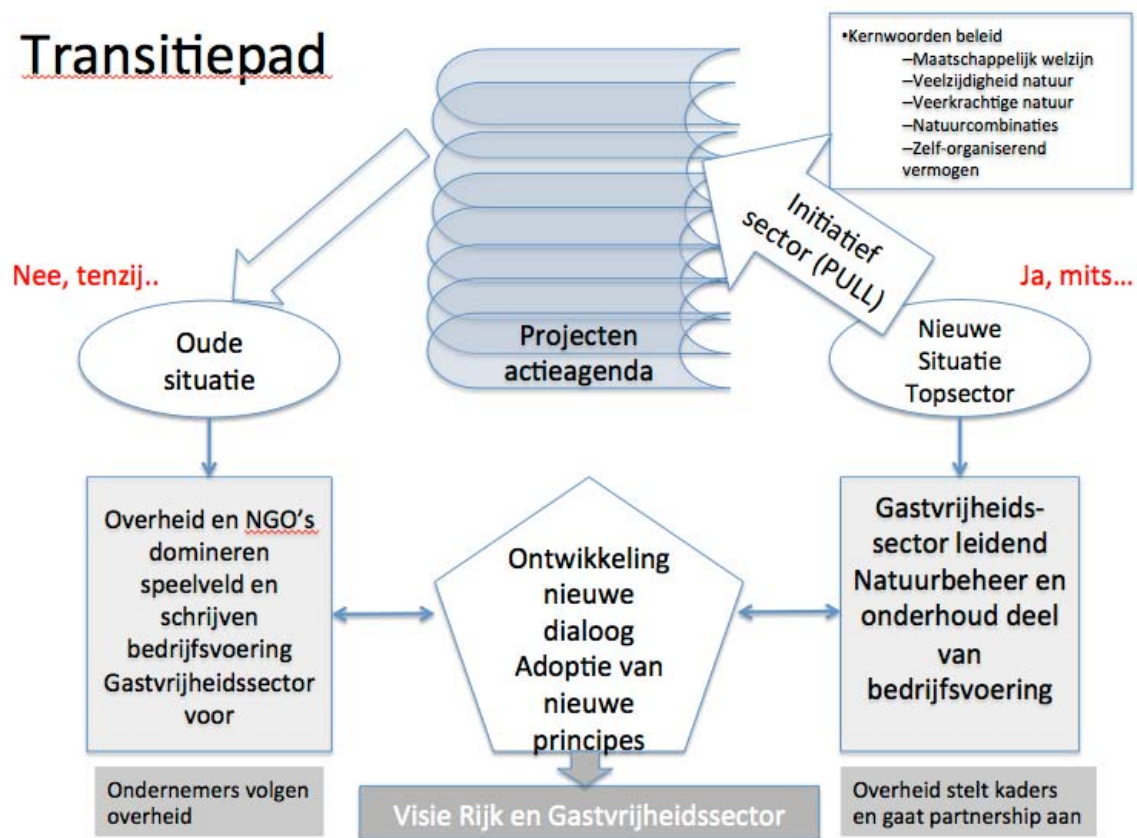 Transitiepad
•Kernwoorden beleid
–Maatschappelijk welzijn
–Veelzijdigheid natuur
–Veerkrachtige natuur
–Natuurcombinaties
–Zelf-organiserend
vermogen
Initiatief
sector (PULL)
Nee, tenzij..
Ja, mits...
Oude
situatie
Projecten
actieagenda
Nieuwe
Situatie
Topsector
Overheid en NGO's
domineren
speelveld en
schrijven
bedrijfsvoering
Gastvrijheidssector
voor
Ontwikkeling
nieuwe
dialoog
Adoptie van
nieuwe
principes
Gastvrijheids-
sector leidend
Natuurbeheer en
onderhoud deel
van
bedrijfsvoering
Ondernemers volgen
overheid
Visie Rijk en Gastvrijheidssector
Overheid stelt kaders
en gaat partnership aan